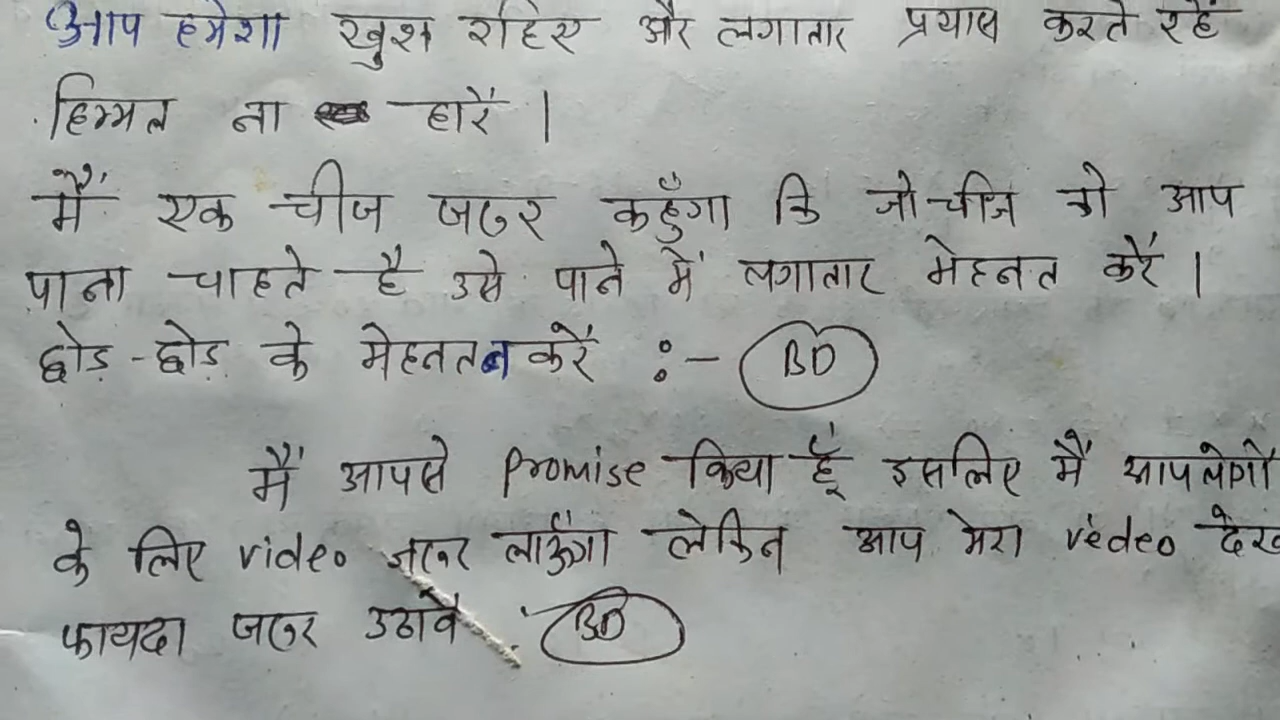 आप हमेशा खुश रहिए और लगातार प्रयास करते रहें
हिम्मत ना हारें |
मैं एक चीज जरुर कहुँगा कि जो चीज को आप
पाना चाहते है उसे पाने में लगातार मेहनत करें |
छोड़ -छोड़ के मेहनत न करें :- BD
मैं आपसे Promise किया हूँ इसलिए मैं आपलोगों
के लिए video जरुर लाऊँगा लेकिन आप मेरा vedeo देख
फायदा जरुर उठावे BD